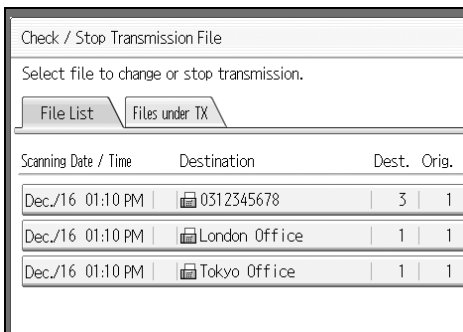 Check / Stop Transmission File
Select file to change or stop transmission.
File List Files under TX
Scanning Date / Time Destination Dest. Orig.
Dec./16 01:10 PM 0312345678 3 1
Dec./16 01:10 PM London Office 1 1
Dec./16 01:10 PM Tokyo Office 1 1